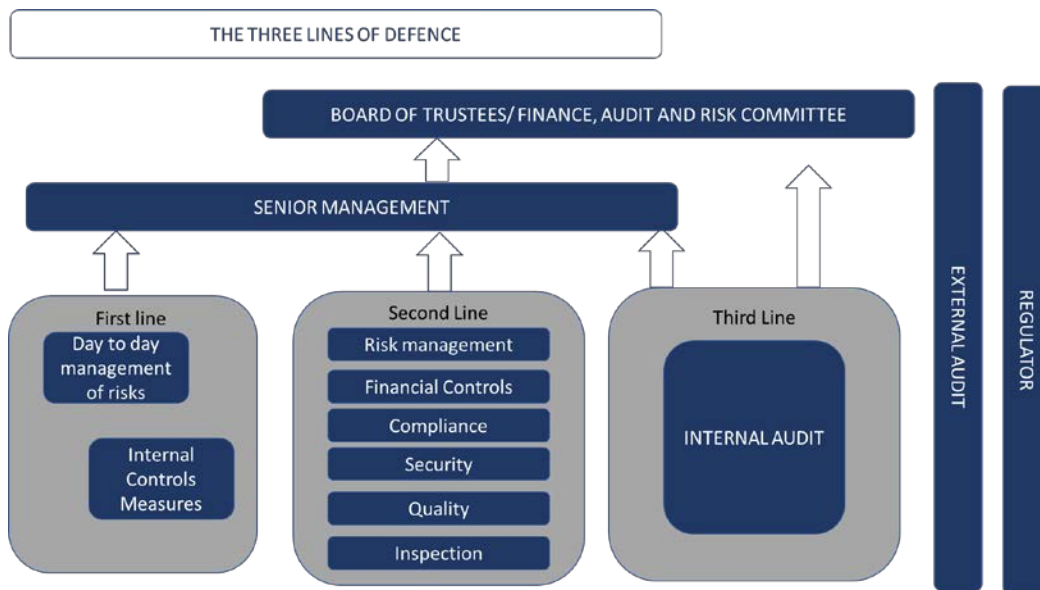 THE THREE LINES OF DEFENCE
BOARD OF TRUSTEES/ FINANCE, AUDIT AND RISK COMMITTEE
SENIOR MANAGEMENT
First line
Day to day
management
of risks
Internal
Controls
Measures
Second Line
Risk management
Financial Controls
Compliance
Security
Quality
Inspection
Third Line
INTERNAL AUDIT
EXTERNAL AUDIT
REGULATOR